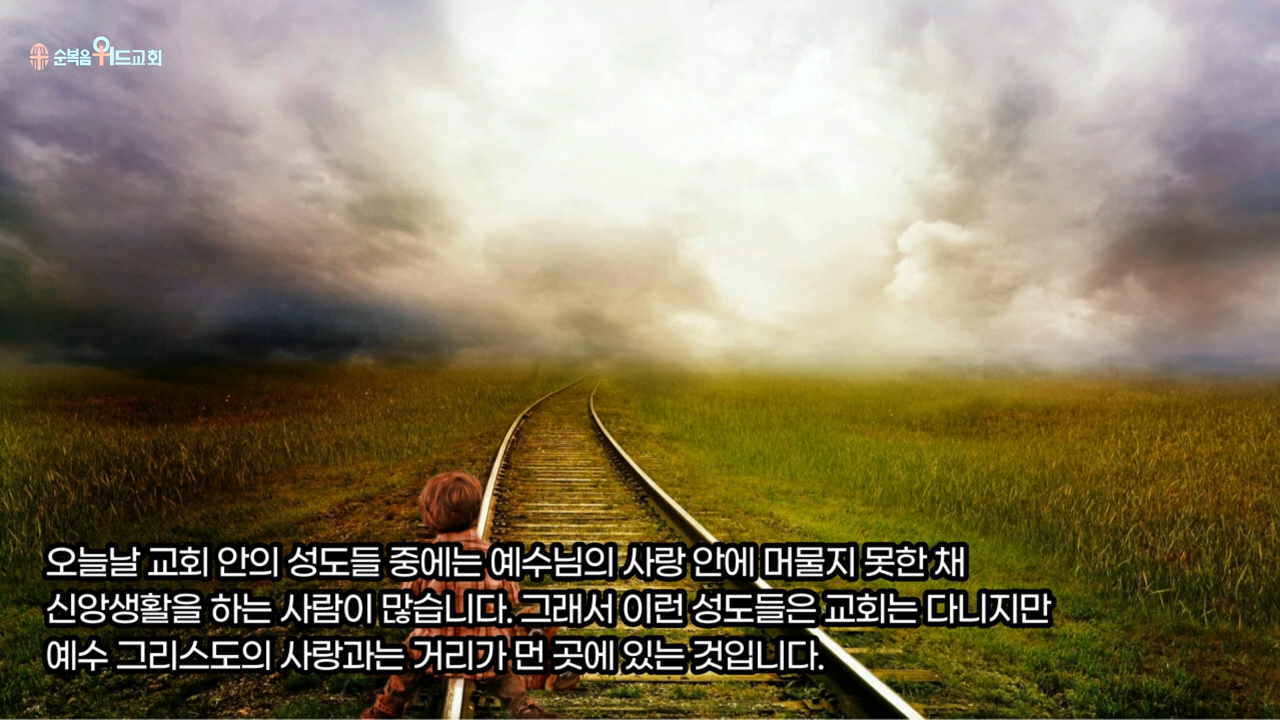 순복음위드교회
오늘날 교회 안의 성도들 중에는 예수님의 사랑 안에 머물지 못한 채
신앙생활을 하는 사람이 많습니다. 그래서 이런 성도들은 교회는 다니지만
예수 그리스도의 사랑과는 거리가 먼 곳에 있는 것입니다.